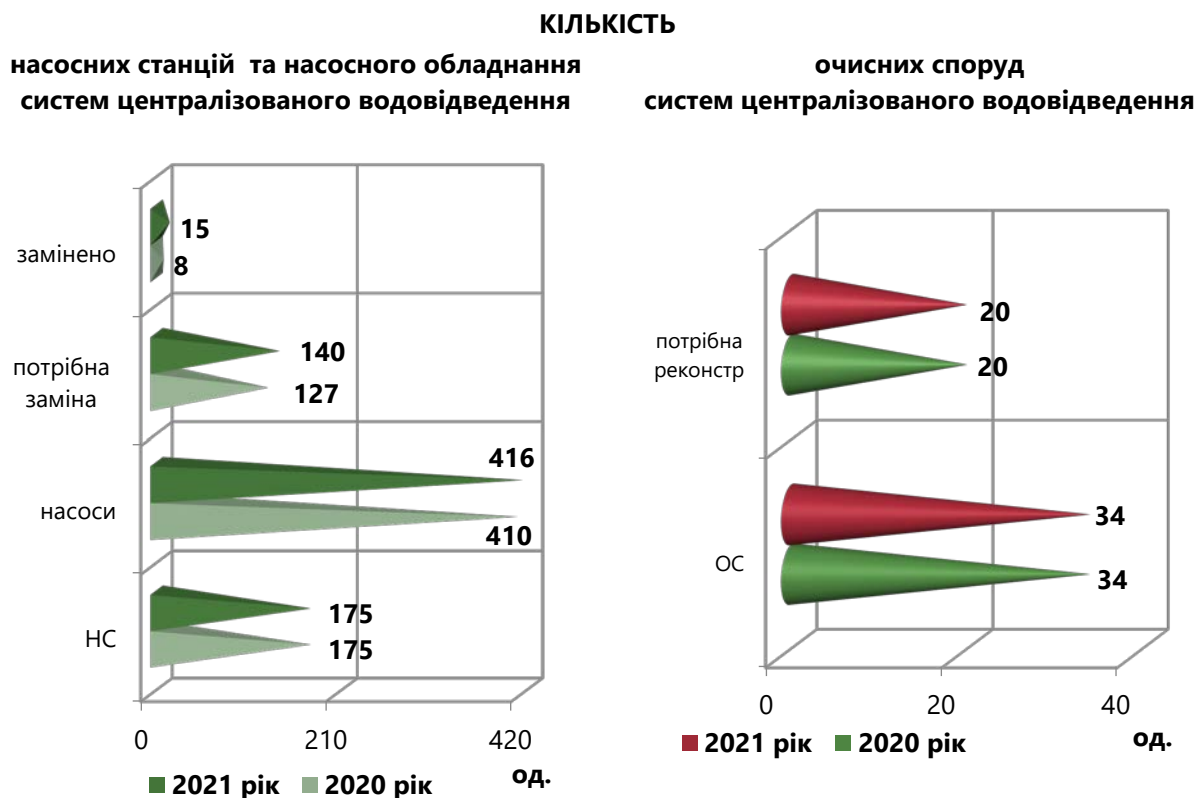 КІЛЬКІСТЬ
насосних станцій та насосного обладнання
систем централізованого водовідведення
замінено
15
8
потрібна
заміна
140
127
насоси
416
410
НС
175
175
0
210
420
од.
2021 рік
2020 рік
очисних споруд
систем централізованого водовідведення
потрібна
реконстр
20
20
ОС
34
34
0
20
40
од.
2021 рік
2020 рік